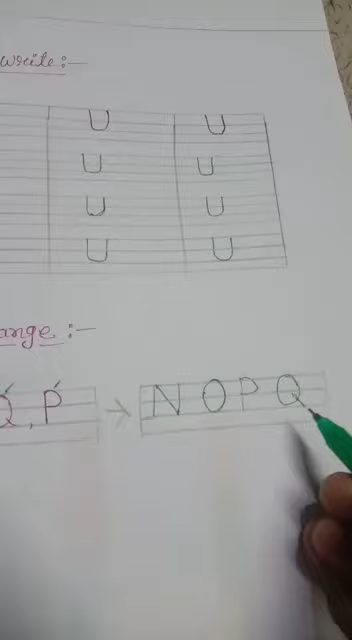 write :-
U U
U U
U U
U U
ange :-
Q, P → N O P Q